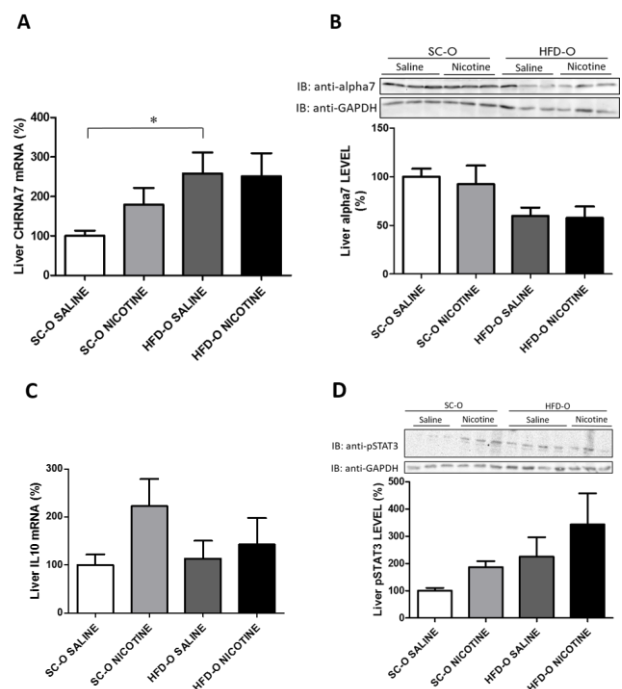 A
Liver CHRNA7 mRNA (%)
400
300
200
100
0
*
SC-O SALINE
SC-O NICOTINE
HFD-O SALINE
HFD-O NICOTINE
B
SC-O HFD-O
Saline Nicotine Saline Nicotine
IB: anti-alpha7
IB: anti-GAPDH
Liver alpha7 LEVEL
(%)
150
100
50
0
SC-O SALINE
SC-O NICOTINE
HFD-O SALINE
HFD-O NICOTINE
C
Liver IL10 mRNA (%)
300
200
100
0
SC-O SALINE
SC-O NICOTINE
HFD-O SALINE
HFD-O NICOTINE
D
SC-O HFD-O
Saline Nicotine Saline Nicotine
IB: anti-pSTAT3
IB: anti-GAPDH
Liver pSTAT3 LEVEL (%)
500
400
300
200
100
0
SC-O SALINE
SC-O NICOTINE
HFD-O SALINE
HFD-O NICOTINE